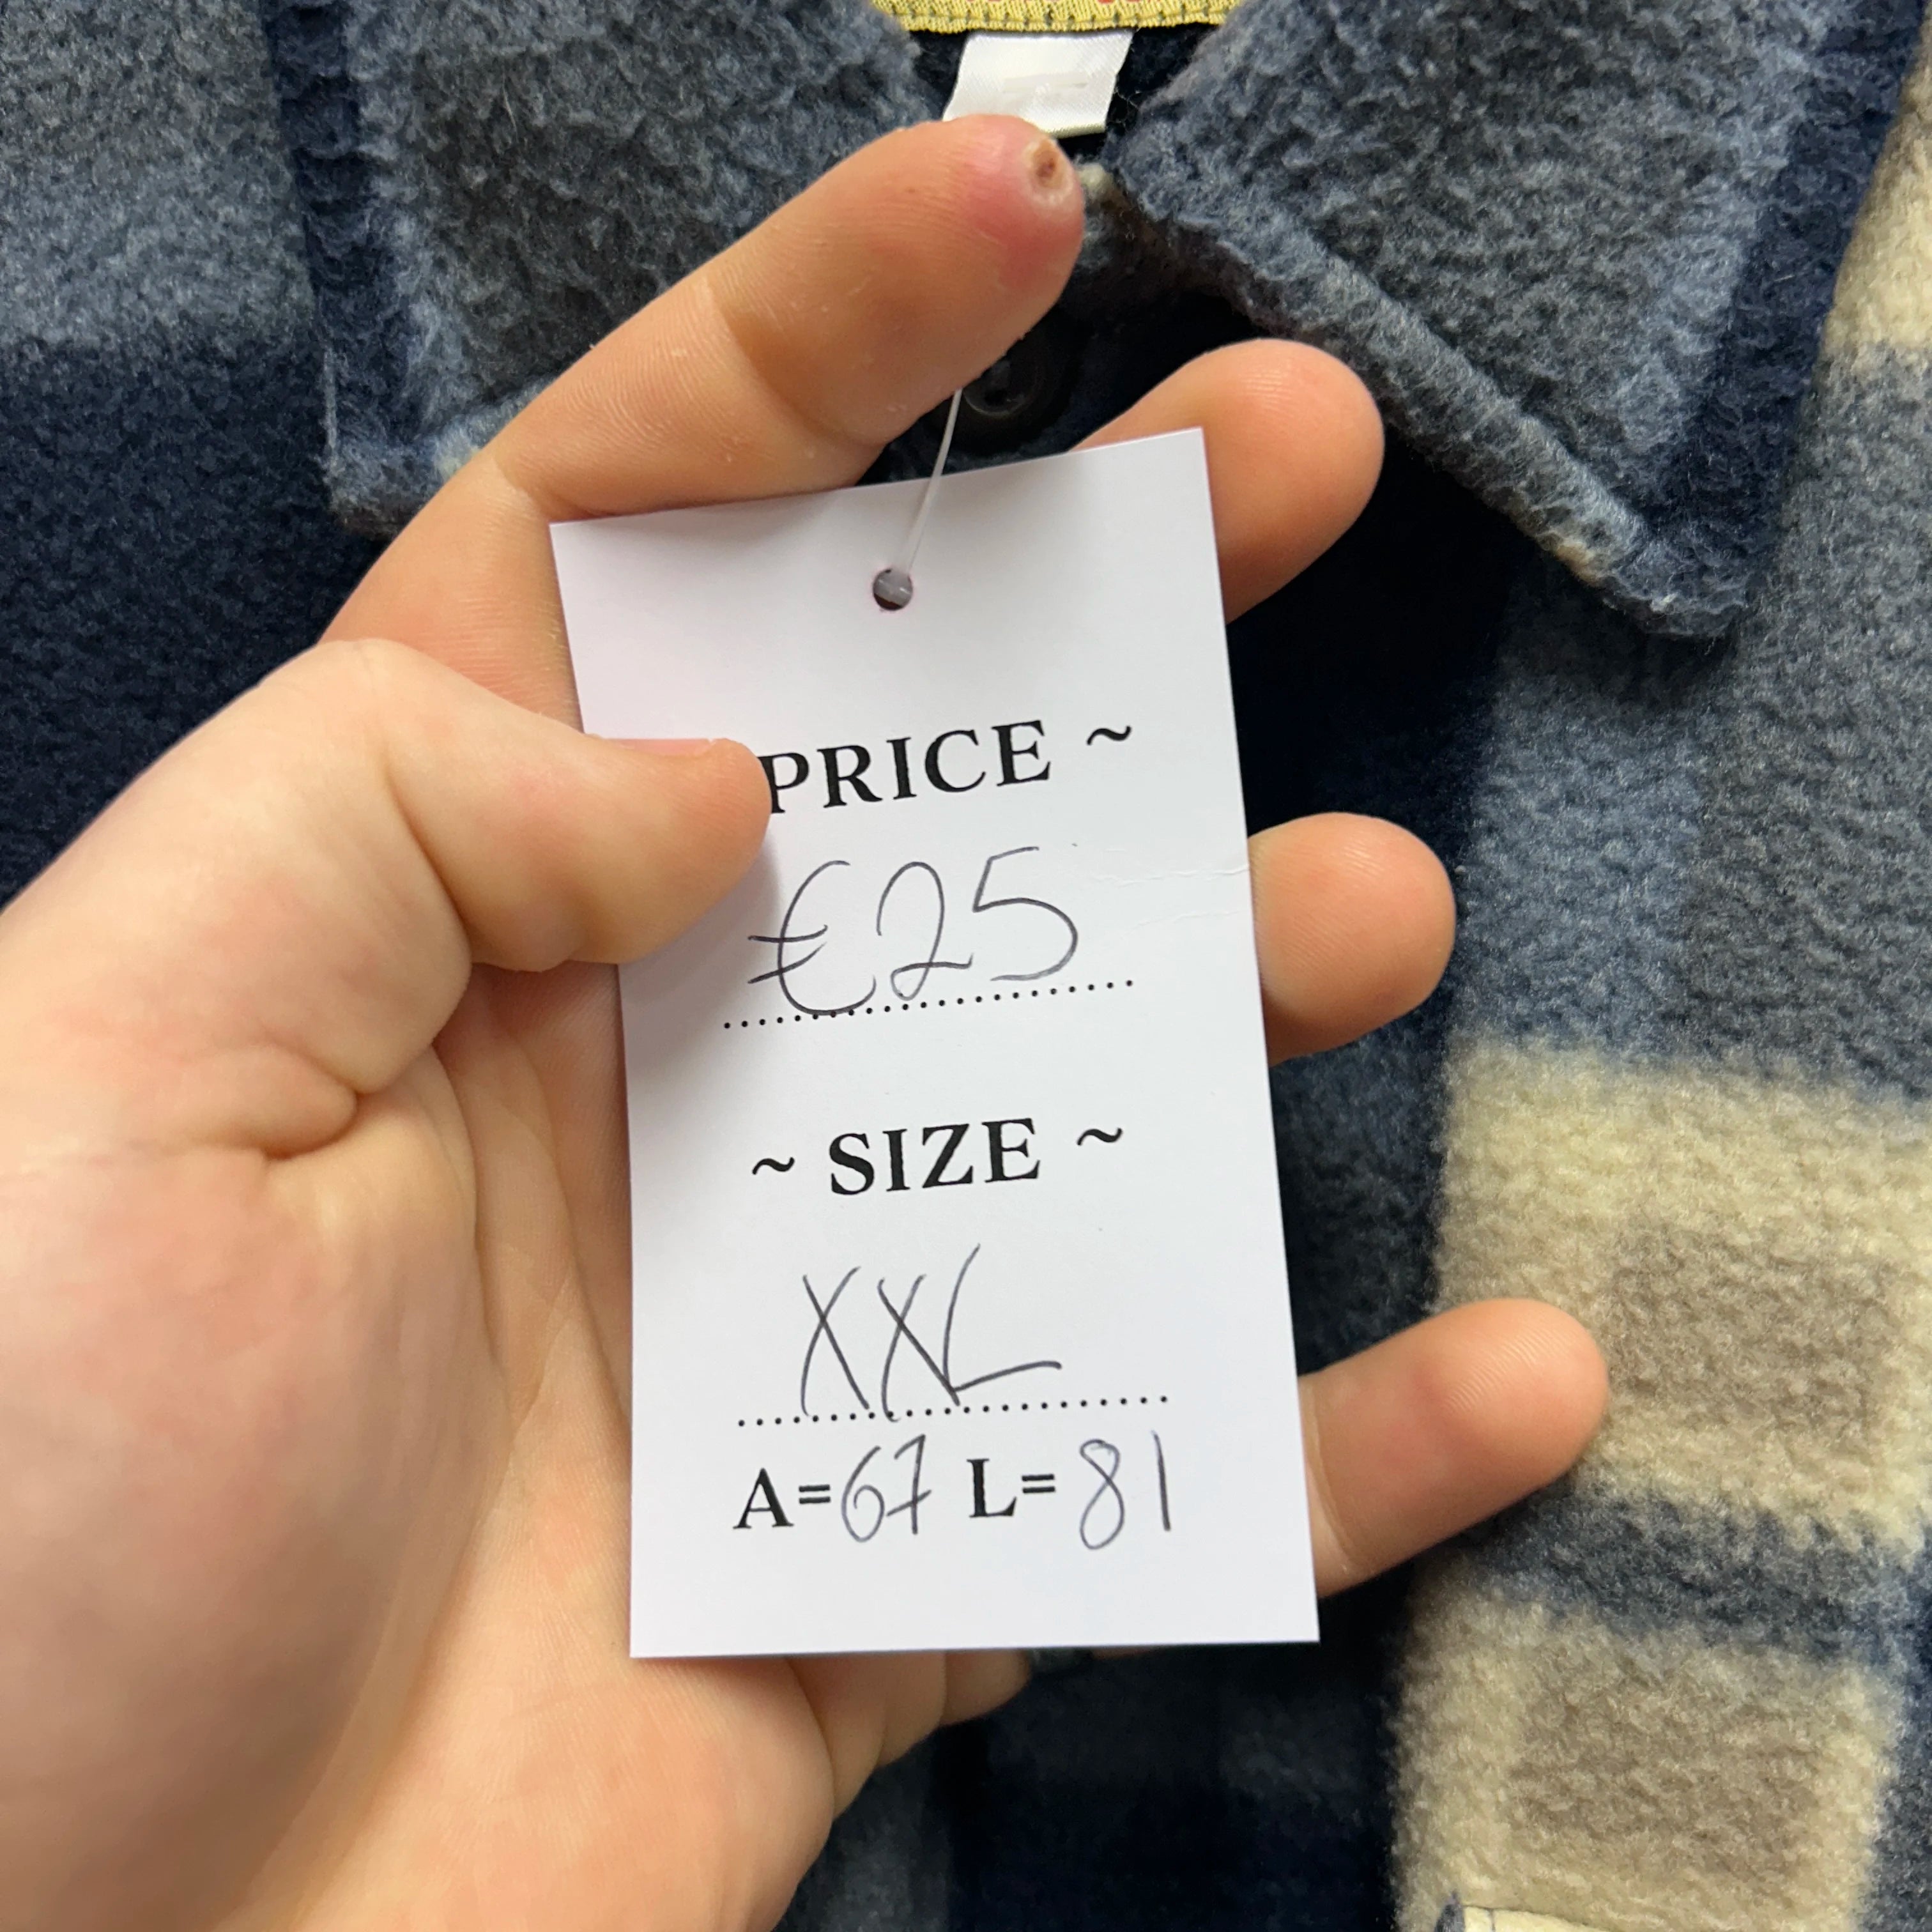 PRICE ~
€25
~ SIZE ~
XXL
A=67 L=81